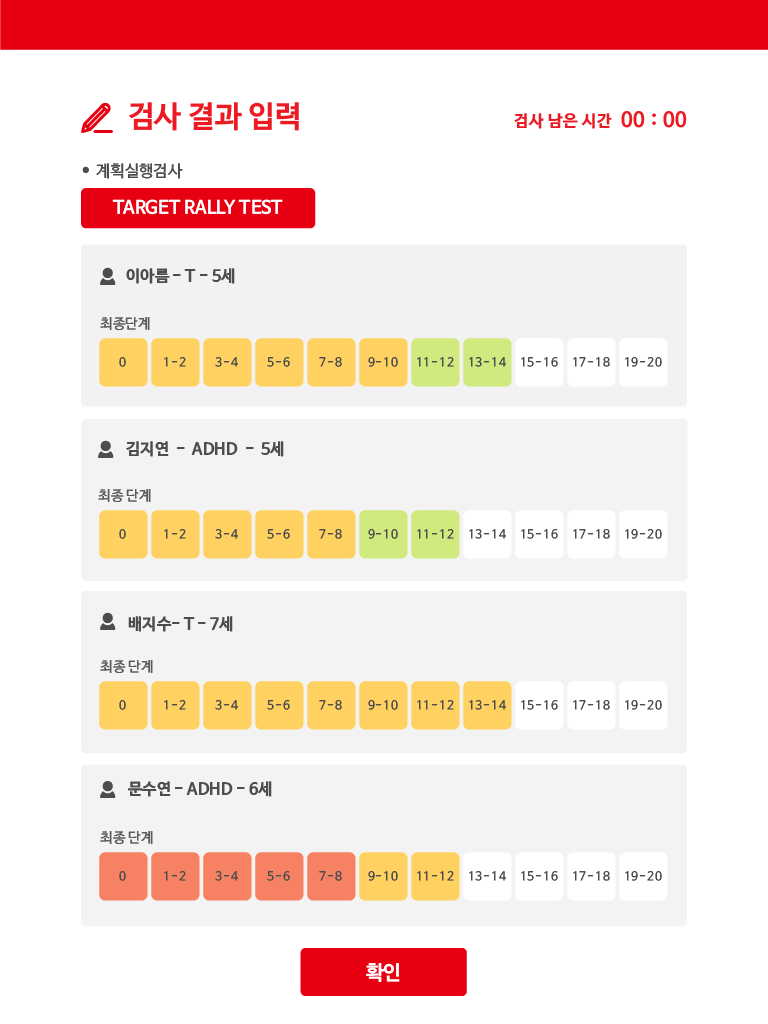 검사 결과 입력
검사 남은 시간 00 : 00
• 계획실행검사
TARGET RALLY TEST
이아름 - T - 5세
최종단계
0 1-2 3-4 5-6 7-8 9-10 11-12 13-14 15-16 17-18 19-20
김지연 - ADHD - 5세
최종 단계
0 1-2 3-4 5-6 7-8 9-10 11-12 13-14 15-16 17-18 19-20
배지수- T - 7세
최종 단계
0 1-2 3-4 5-6 7-8 9-10 11-12 13-14 15-16 17-18 19-20
문수연 - ADHD - 6세
최종 단계
0 1-2 3-4 5-6 7-8 9-10 11-12 13-14 15-16 17-18 19-20
확인